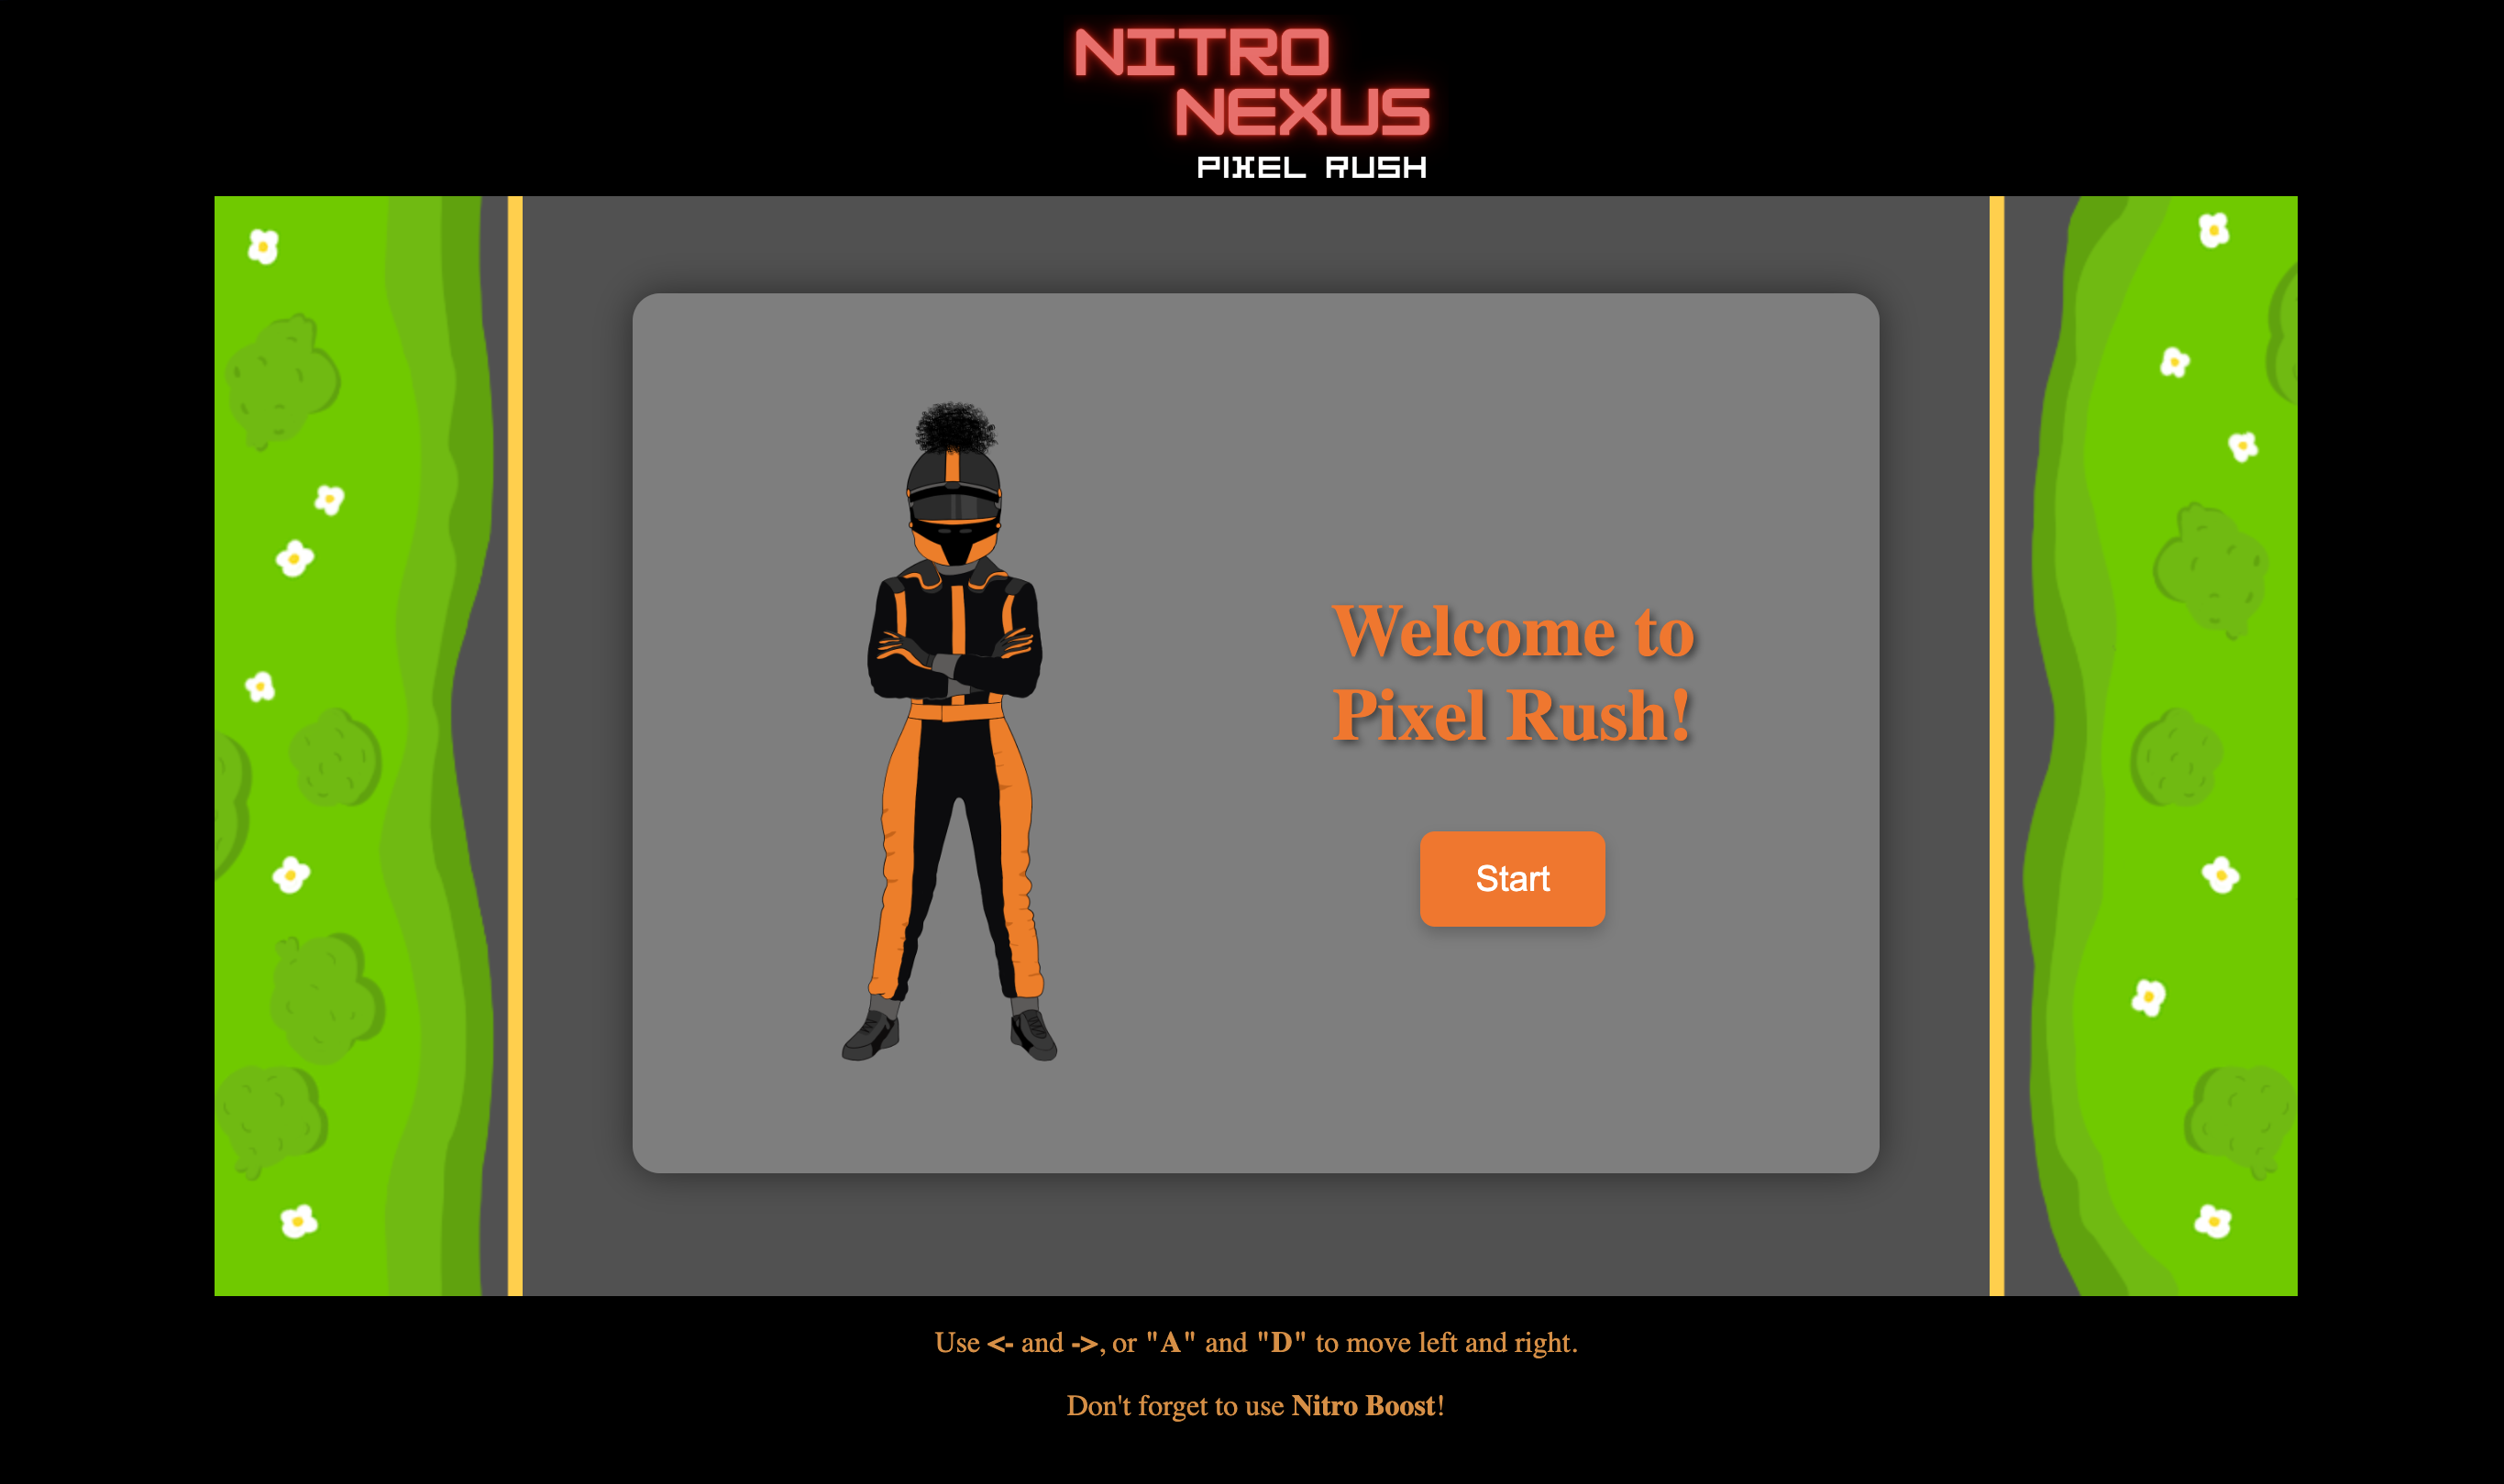 NITRO
NEXUS
PIXEL RUSH
Welcome to
Pixel Rush!
Start
Use <- and ->, or "A" and "D" to move left and right.
Don't forget to use Nitro Boost!